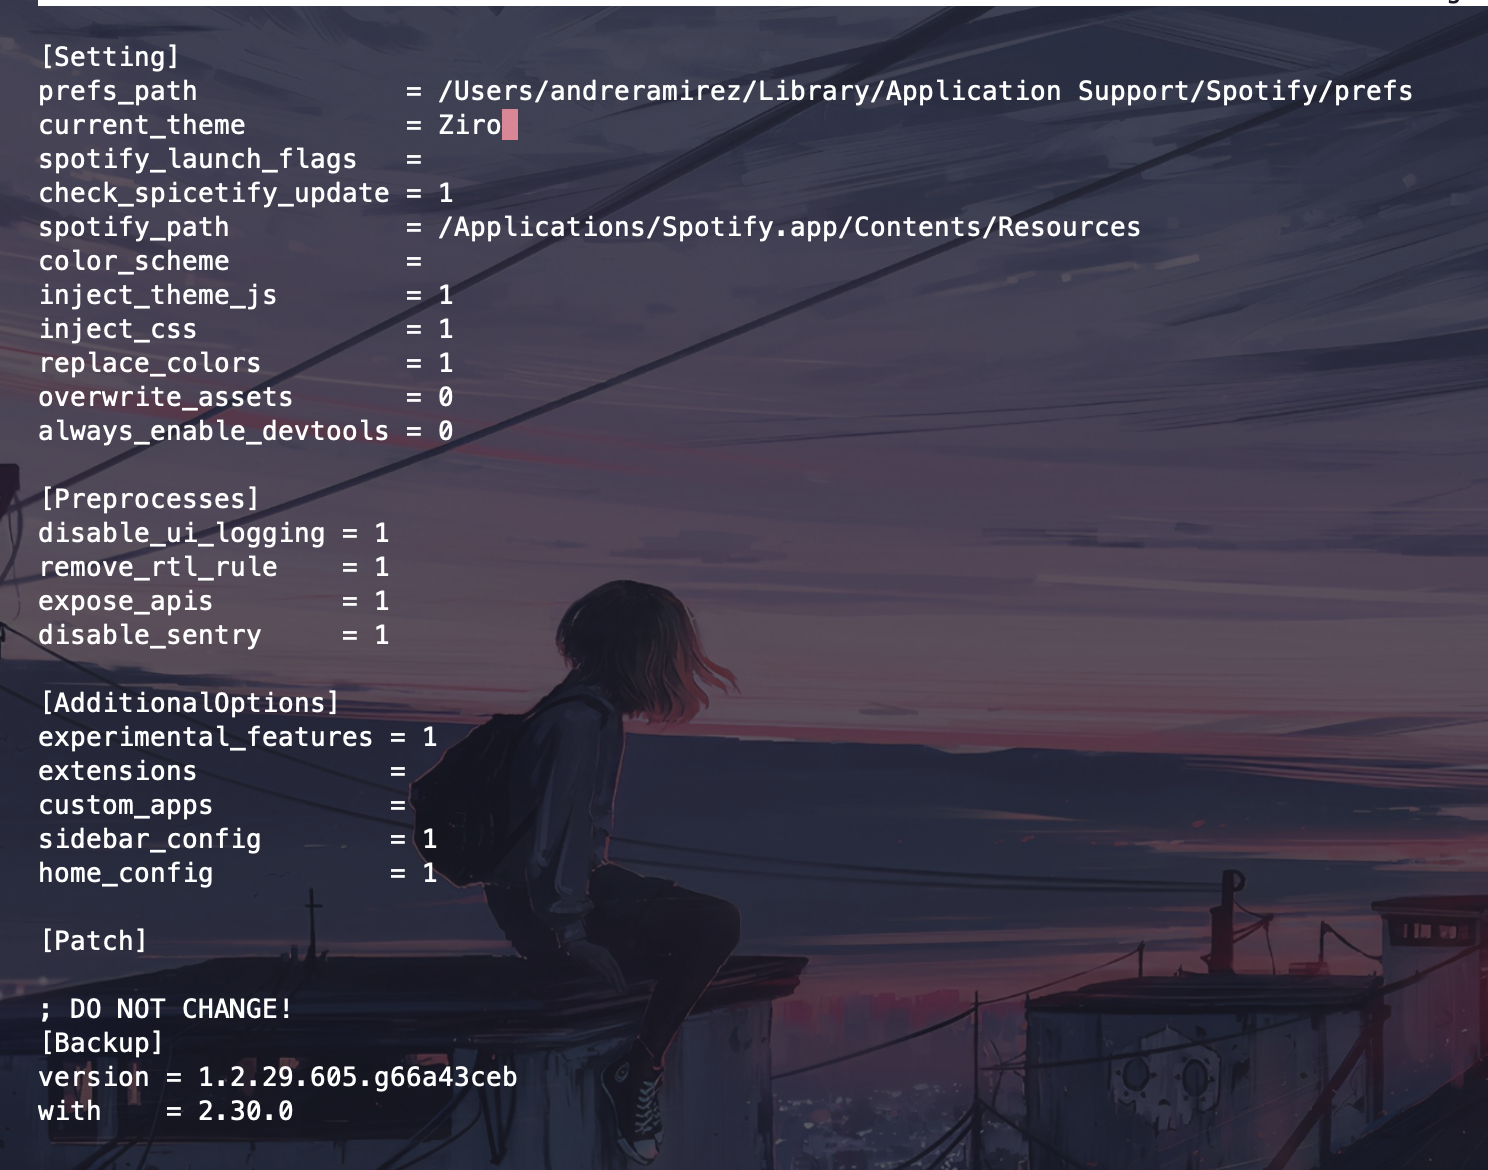 [Setting]
prefs_path             = /Users/andreramirez/Library/Application Support/Spotify/prefs
current_theme          = Ziro
spotify_launch_flags   =
check_spicetify_update = 1
spotify_path           = /Applications/Spotify.app/Contents/Resources
color_scheme           =
inject_theme_js        = 1
inject_css             = 1
replace_colors         = 1
overwrite_assets       = 0
always_enable_devtools = 0

[Preprocesses]
disable_ui_logging = 1
remove_rtl_rule    = 1
expose_apis        = 1
disable_sentry     = 1

[AdditionalOptions]
experimental_features = 1
extensions            =
custom_apps           =
sidebar_config        = 1
home_config           = 1

[Patch]

; DO NOT CHANGE!
[Backup]
version = 1.2.29.605.g66a43ceb
with    = 2.30.0